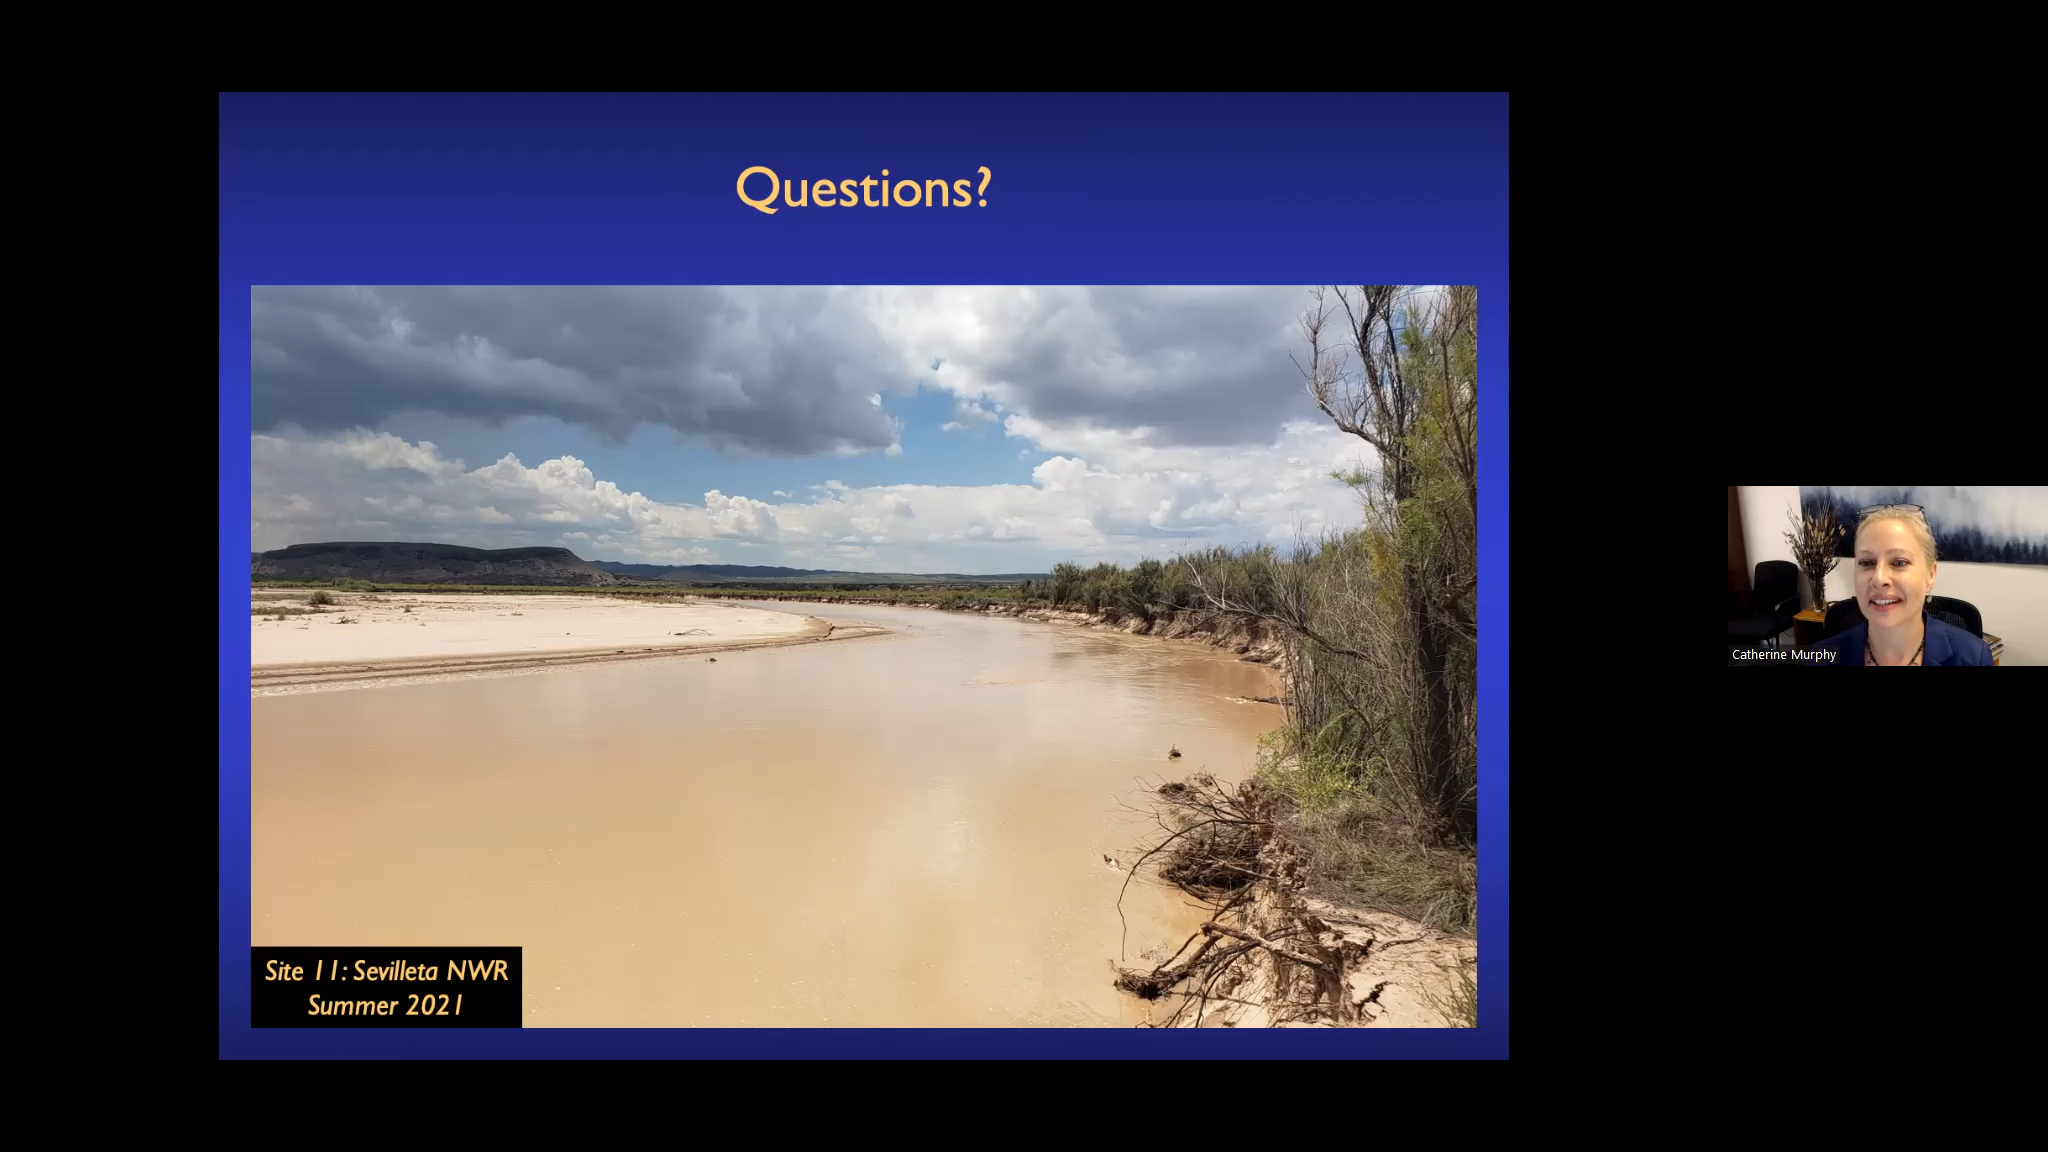 Questions?
Site 11: Sevilleta NWR
Summer 2021
Catherine Murphy